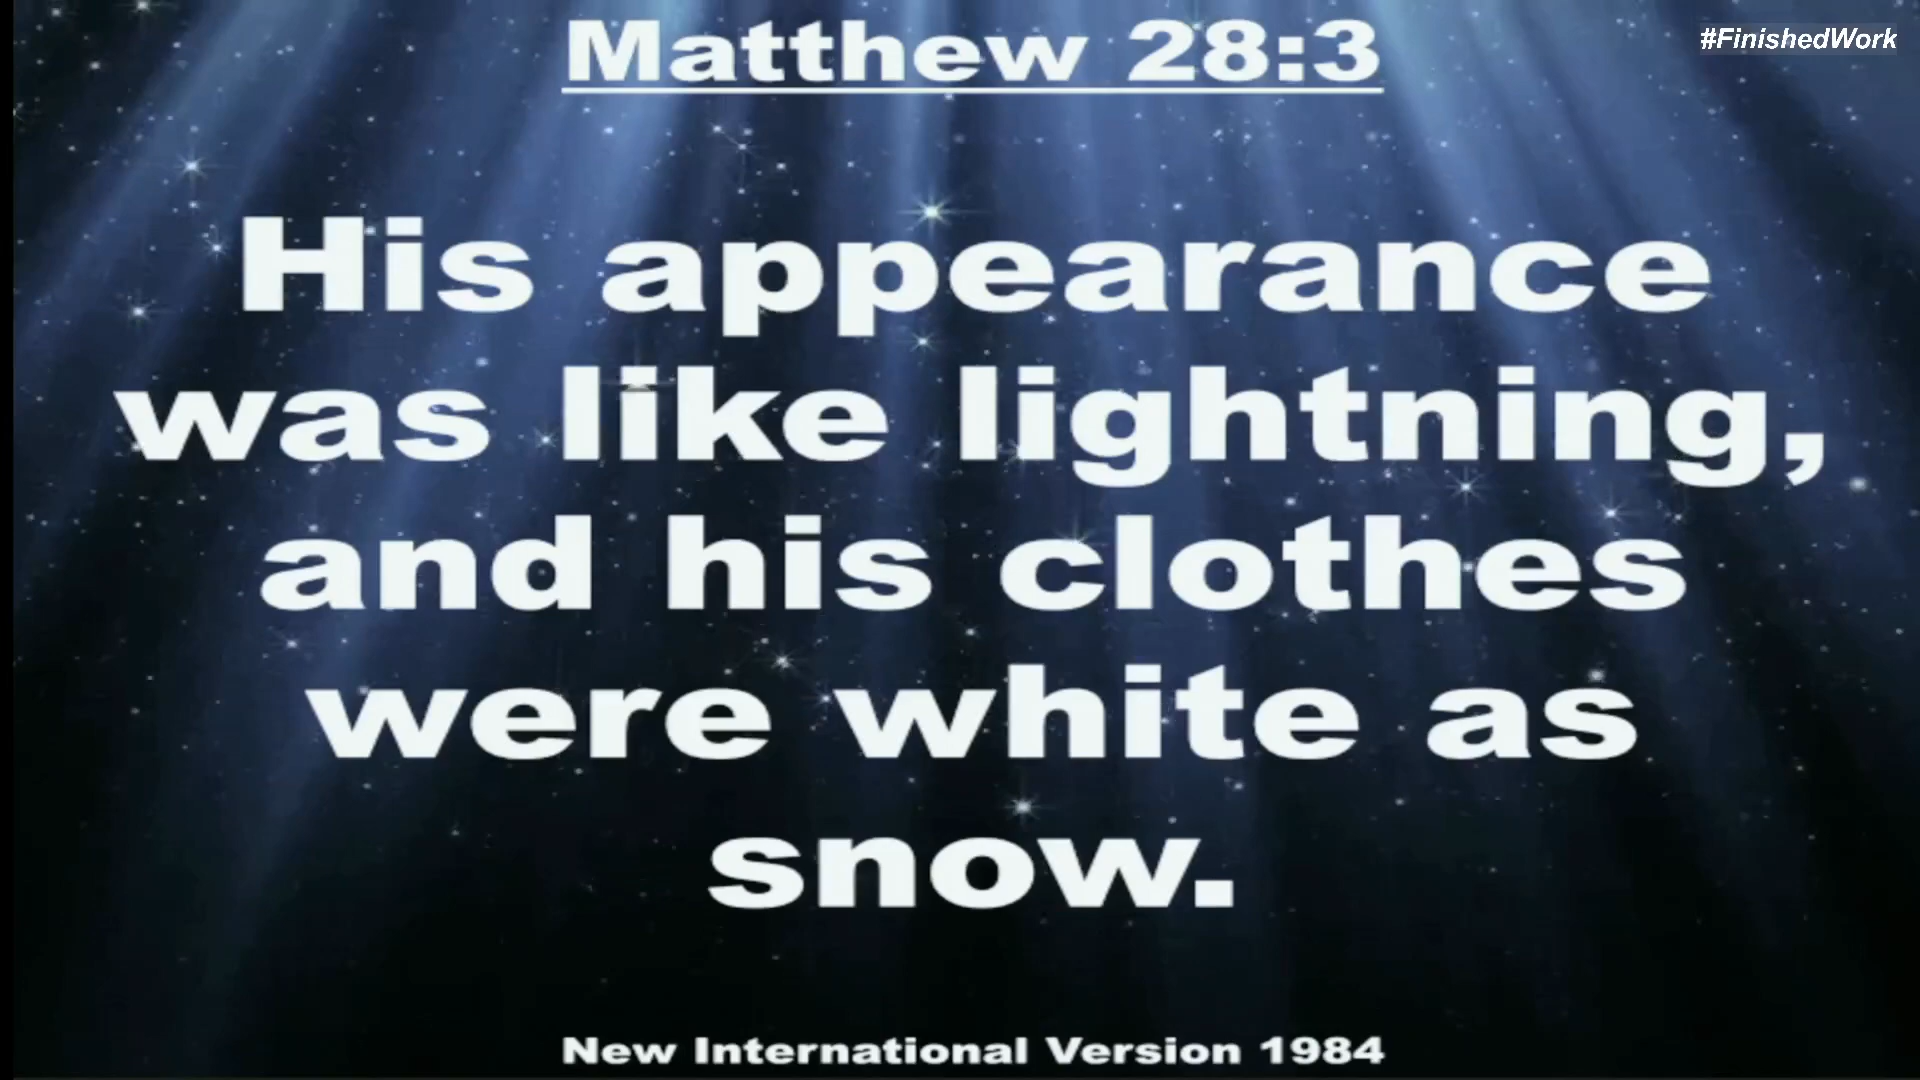 Matthew 28:3
#FinishedWork
His appearance
was like lightning,
and his clothes
were white as
snow.
New International Version 1984